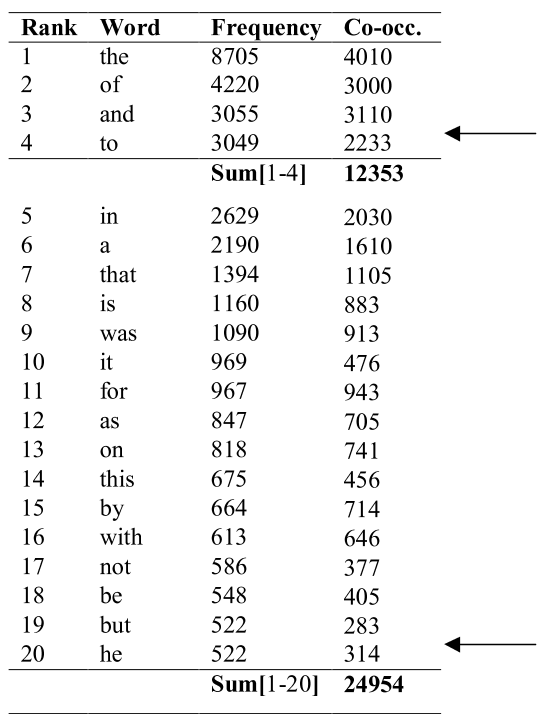 Rank Word Frequency Co-occ.
1 the 8705 4010
2 of 4220 3000
3 and 3055 3110
4 to 3049 2233
Sum[1-4] 12353
5 in 2629 2030
6 a 2190 1610
7 that 1394 1105
8 is 1160 883
9 was 1090 913
10 it 969 476
11 for 967 943
12 as 847 705
13 on 818 741
14 this 675 456
15 by 664 714
16 with 613 646
17 not 586 377
18 be 548 405
19 but 522 283
20 he 522 314
Sum[1-20] 24954